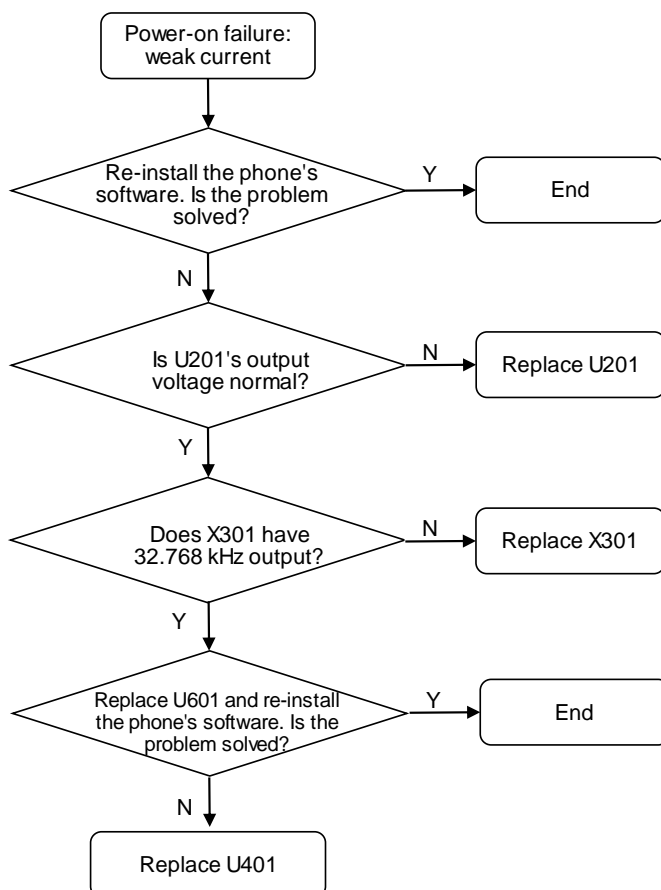 Power-on failure:
weak current
Re-install the phone's
software. Is the problem
solved?
Y
End
N
Is U201's output
voltage normal?
N
Replace U201
Y
Does X301 have
32.768 kHz output?
N
Replace X301
Y
Replace U601 and re-install
the phone's software. Is the
problem solved?
Y
End
N
Replace U401